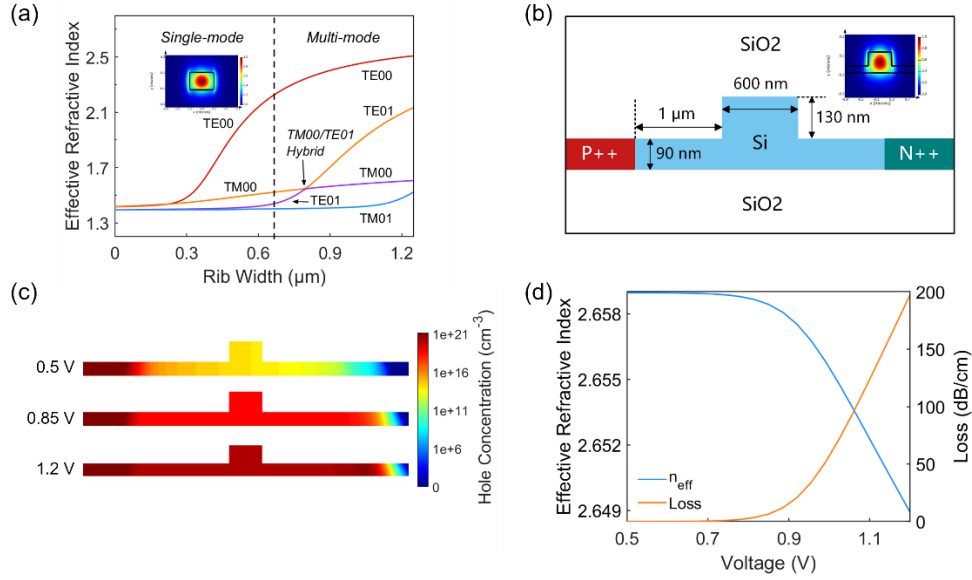 (a)
Single-mode
Multi-mode
TE00
TE01
TE00
TM00/TE01
Hybrid
TM00
TM00
TE01
TM01
2.5
2.1
1.7
1.3
Effective Refractive Index
0
0.3
0.6
0.9
1.2
Rib Width (μm)
(b)
SiO2
600 nm
1 μm
130 nm
P++
90 nm
Si
N++
SiO2
(c)
0.5 V
0.85 V
1.2 V
1e+21
1e+16
1e+11
1e+6
0
Hole Concentration (cm⁻³)
(d)
2.658
2.655
2.652
2.649
Effective Refractive Index
n_eff
Loss
200
150
100
50
0
Loss (dB/cm)
0.5
0.7
0.9
1.1
Voltage (V)